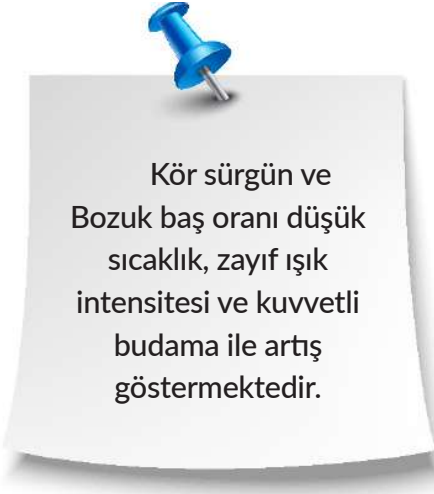 Kör sürgün ve
Bozuk baş oranı düşük
sıcaklık, zayıf ışık
intensitesi ve kuvvetli
budama ile artış
göstermektedir.